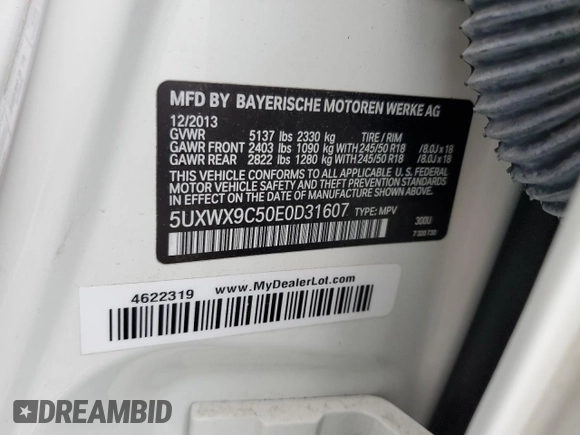 MFD BY BAYERISCHE MOTOREN WERKE AG
12/2013
GVWR 5137 lbs 2330 kg TIRE / RIM
GAWR FRONT 2403 lbs 1090 kg WITH 245/50 R18 / 8.0J x 18
GAWR REAR 2822 lbs 1280 kg WITH 245/50 R18 / 8.0J x 18
THIS VEHICLE CONFORMS TO ALL APPLICABLE U. S. FEDERAL
MOTOR VEHICLE SAFETY STANDARDS
IN EFFECT ON THE DATE OF MANUFACTURE SHOWN ABOVE.
5UXWX9C50E0D31607 TYPE: MPV
300U
4622319 www.MyDealerLot.com
DREAMBID